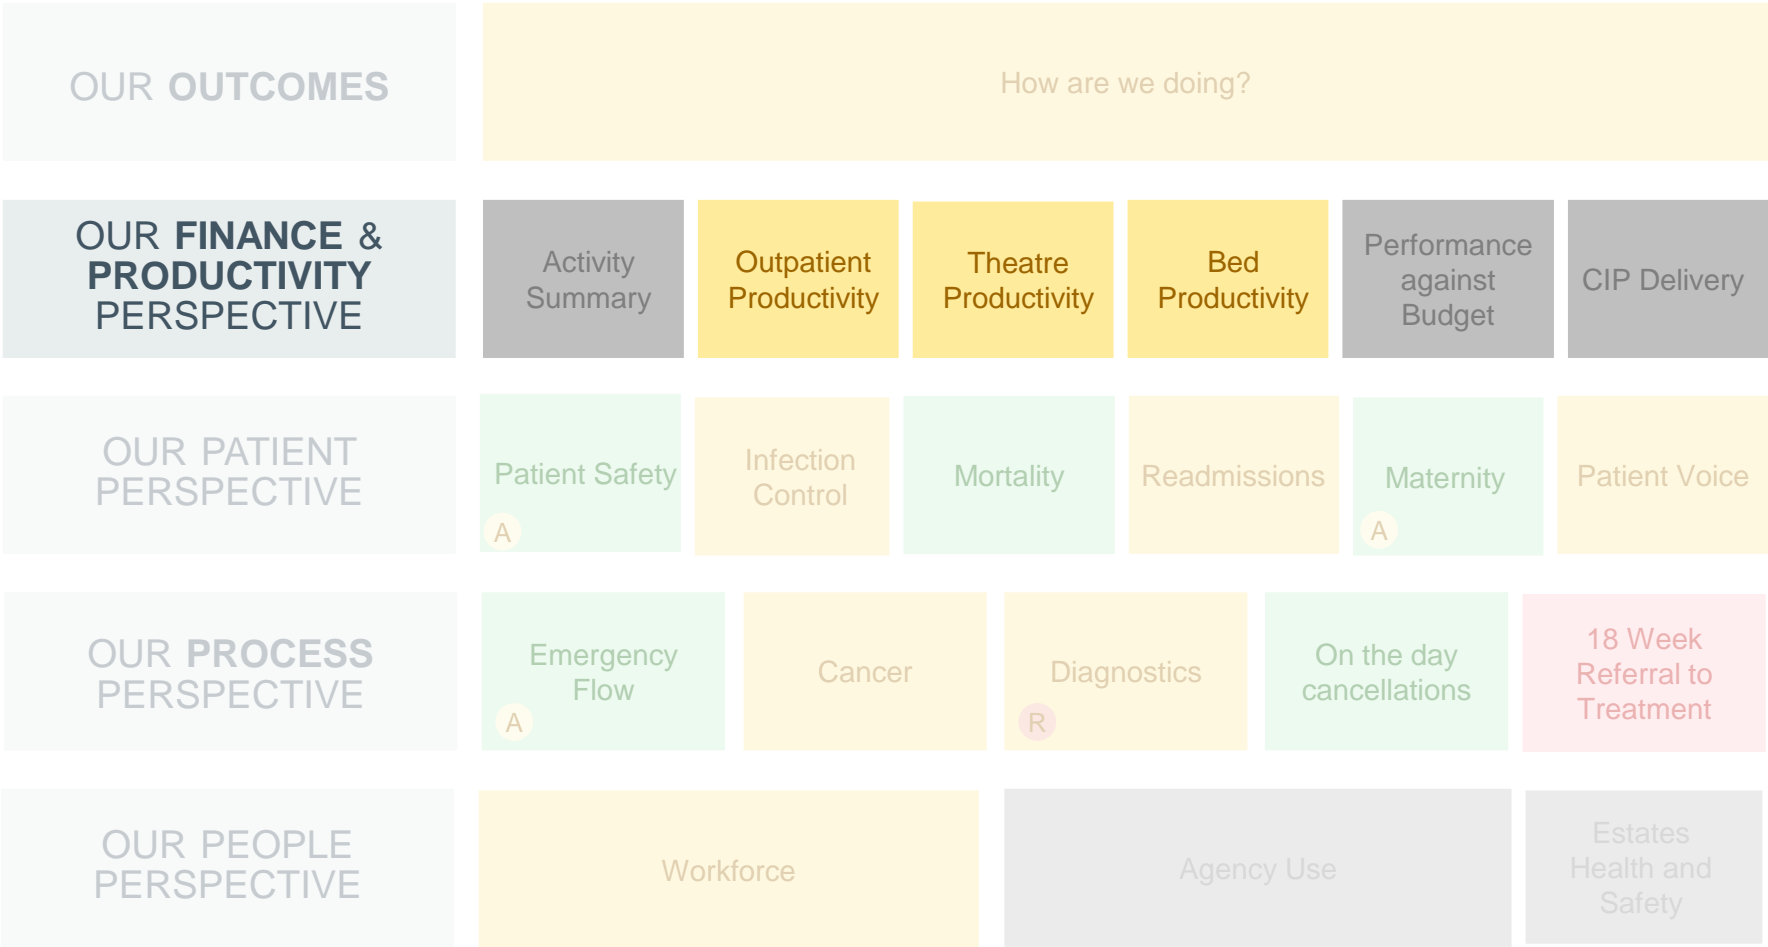 OUR OUTCOMES
How are we doing?
OUR FINANCE &
PRODUCTIVITY
PERSPECTIVE
Activity
Summary
Outpatient
Productivity
Theatre
Productivity
Bed
Productivity
Performance
against
Budget
CIP Delivery
OUR PATIENT
PERSPECTIVE
Patient Safety
A
Infection
Control
Mortality
Readmissions
Maternity
A
Patient Voice
OUR PROCESS
PERSPECTIVE
Emergency
Flow
A
Cancer
Diagnostics
R
On the day
cancellations
18 Week
Referral to
Treatment
OUR PEOPLE
PERSPECTIVE
Workforce
Agency Use
Estates
Health and
Safety